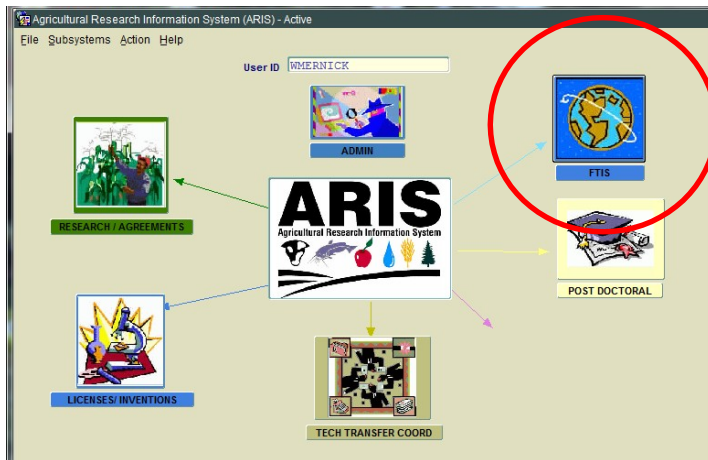 Agricultural Research Information System (ARIS) - Active
File Subsystems Action Help
User ID WMERNICK
ADMIN
FTIS
RESEARCH / AGREEMENTS
ARIS
Agricultural Research Information System
POST DOCTORAL
LICENSES/ INVENTIONS
TECH TRANSFER COORD